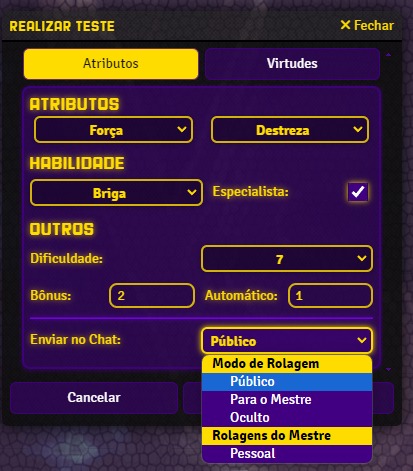 REALIZAR TESTE
✕ Fechar
Atributos
Virtudes
ATRIBUTOS
Força
Destreza
HABILIDADE
Briga
Especialista:
OUTROS
Dificuldade:
7
Bônus:
2
Automático:
1
Enviar no Chat:
Público
Modo de Rolagem
Público
Para o Mestre
Oculto
Rolagens do Mestre
Pessoal
Cancelar